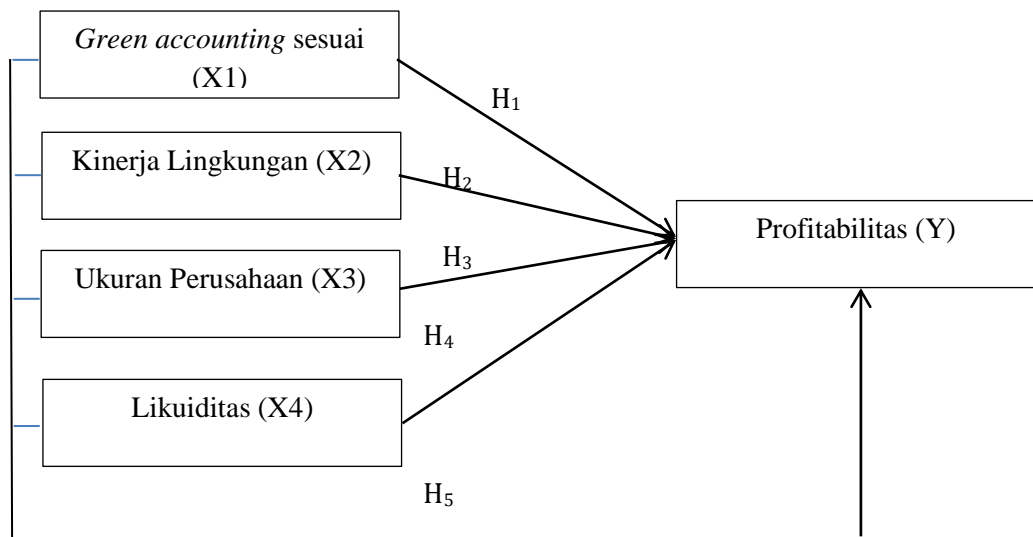 Green accounting sesuai
(X1)
H₁
Kinerja Lingkungan (X2)
H₂
Profitabilitas (Y)
H₃
Ukuran Perusahaan (X3)
H₄
Likuiditas (X4)
H₅